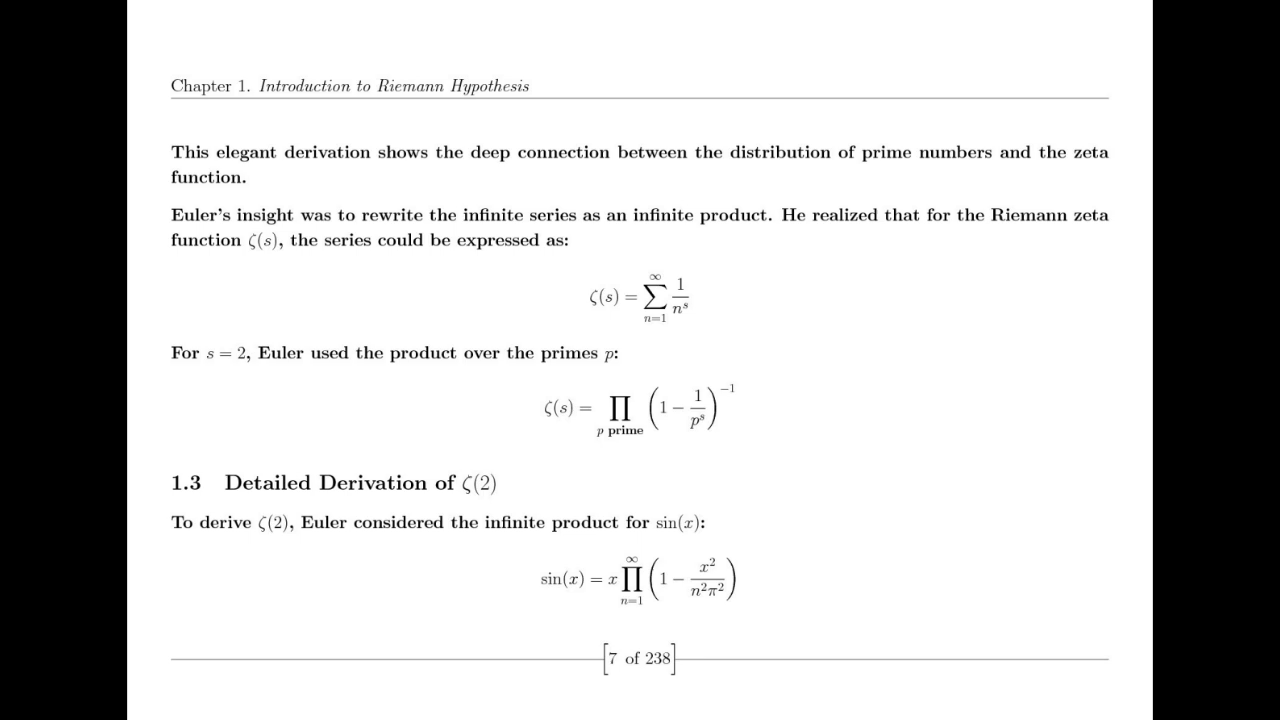 Chapter 1. Introduction to Riemann Hypothesis
This elegant derivation shows the deep connection between the distribution of prime numbers and the zeta
function.
Euler's insight was to rewrite the infinite series as an infinite product. He realized that for the Riemann zeta
function ζ(s), the series could be expressed as:
ζ(s) = ∑_{n=1}^{∞} 1/n^s
For s = 2, Euler used the product over the primes p:
ζ(s) = ∏_{p prime} (1 − 1/p^s)^{−1}
1.3 Detailed Derivation of ζ(2)
To derive ζ(2), Euler considered the infinite product for sin(x):
sin(x) = x ∏_{n=1}^{∞} (1 − x²/n²π²)
[7 of 238]